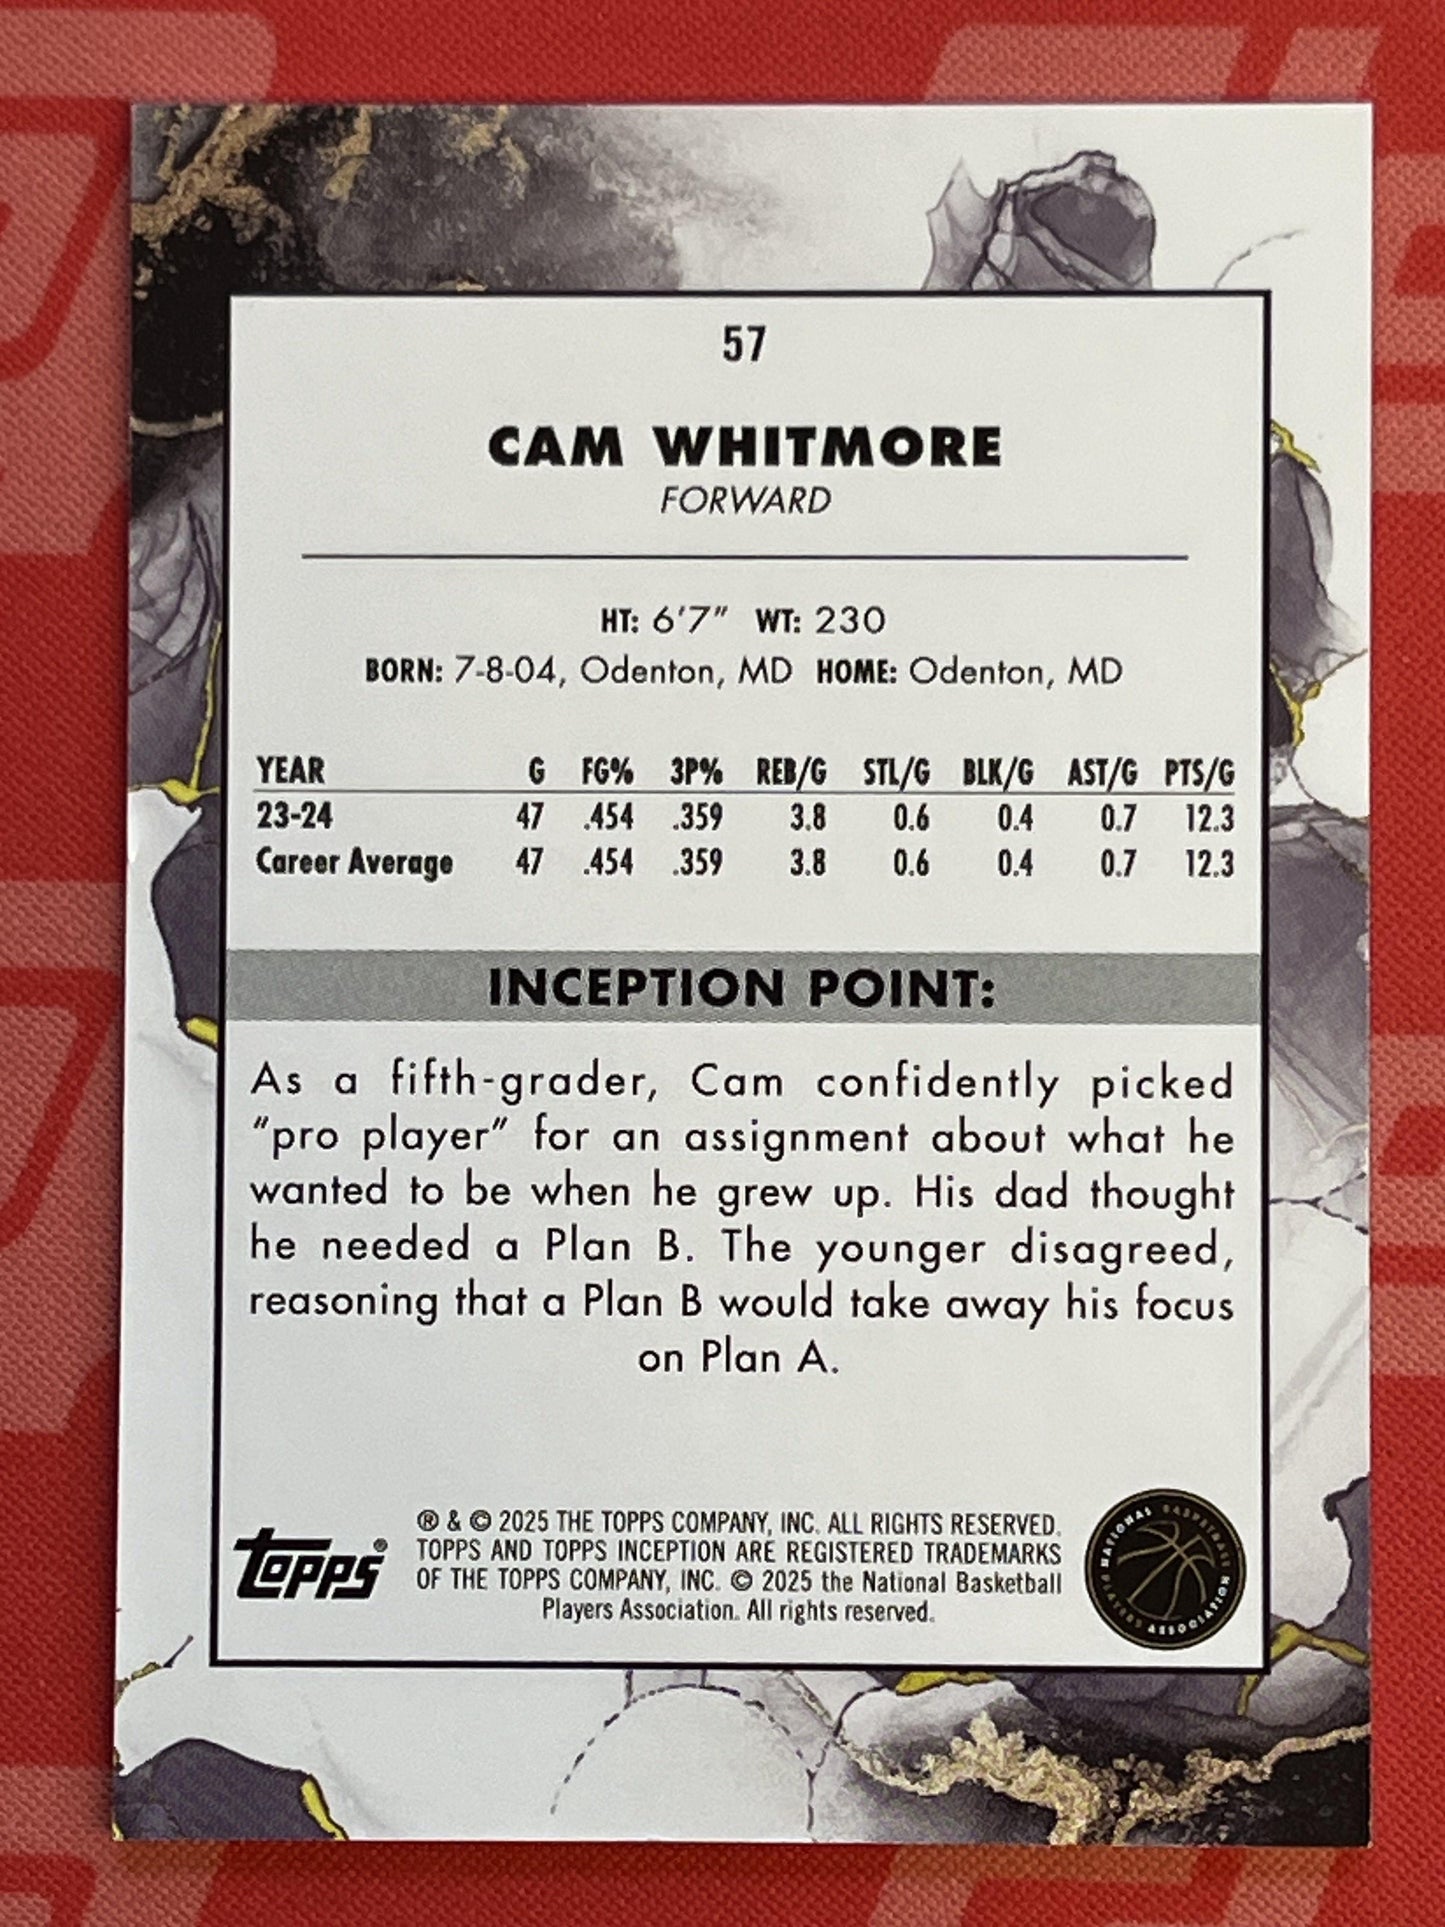 57
CAM WHITMORE
FORWARD
HT: 6'7" WT: 230
BORN: 7-8-04, Odenton, MD HOME: Odenton, MD
YEAR G FG% 3P% REB/G STL/G BLK/G AST/G PTS/G
23-24 47 .454 .359 3.8 0.6 0.4 0.7 12.3
Career Average 47 .454 .359 3.8 0.6 0.4 0.7 12.3
INCEPTION POINT:
As a fifth-grader, Cam confidently picked
"pro player" for an assignment about what he
wanted to be when he grew up. His dad thought
he needed a Plan B. The younger disagreed,
reasoning that a Plan B would take away his focus
on Plan A.
topps®
® & © 2025 THE TOPPS COMPANY, INC. ALL RIGHTS RESERVED.
TOPPS AND TOPPS INCEPTION ARE REGISTERED TRADEMARKS
OF THE TOPPS COMPANY, INC. © 2025 the National Basketball
Players Association. All rights reserved.
NATIONAL BASKETBALL PLAYERS ASSOCIATION